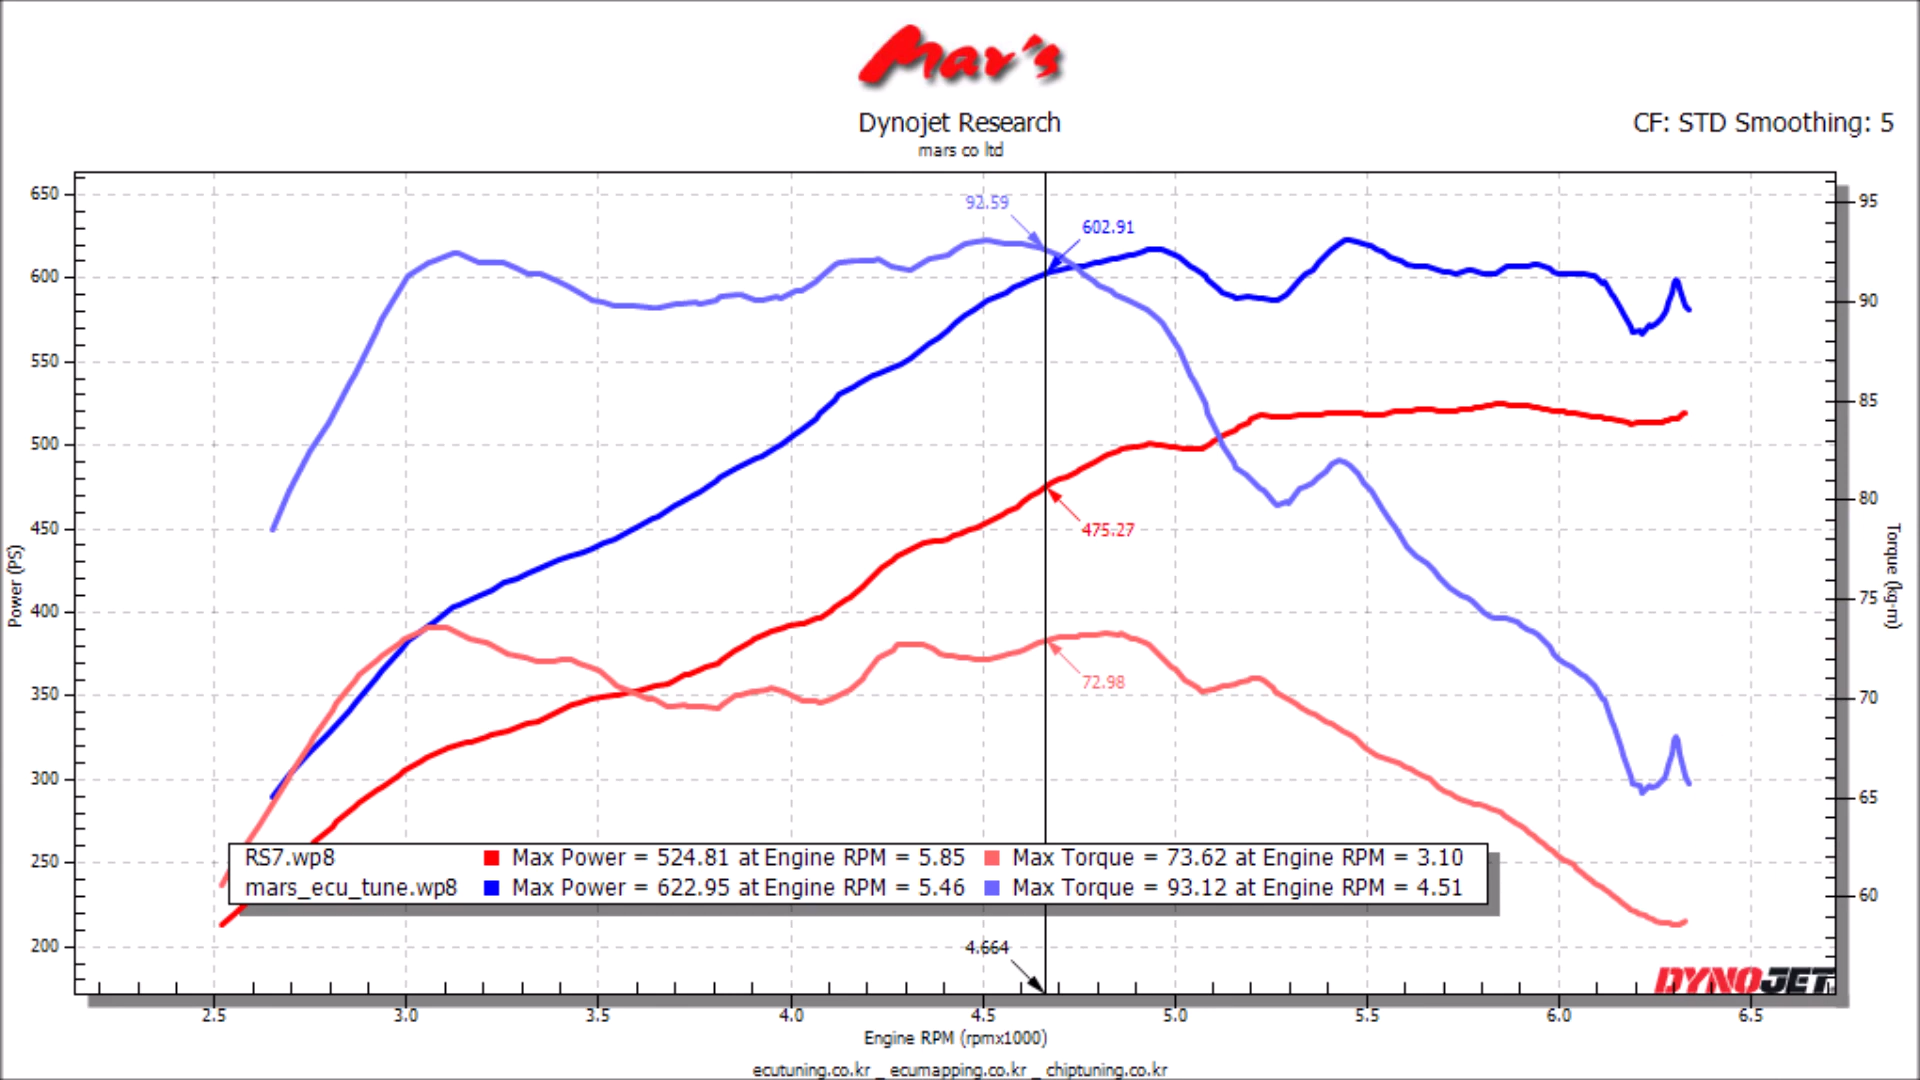 Mar's
Dynojet Research
mars co ltd
CF: STD Smoothing: 5
650
600
550
500
450
400
350
300
250
200
Power (PS)
95
90
85
80
75
70
65
60
Torque (kg-m)
92.59
602.91
475.27
72.98
RS7.wp8 Max Power = 524.81 at Engine RPM = 5.85 Max Torque = 73.62 at Engine RPM = 3.10
mars_ecu_tune.wp8 Max Power = 622.95 at Engine RPM = 5.46 Max Torque = 93.12 at Engine RPM = 4.51
4.664
DYNOJET
2.5 3.0 3.5 4.0 4.5 5.0 5.5 6.0 6.5
Engine RPM (rpmx1000)
ecutuning.co.kr _ ecumapping.co.kr _ chiptuning.co.kr